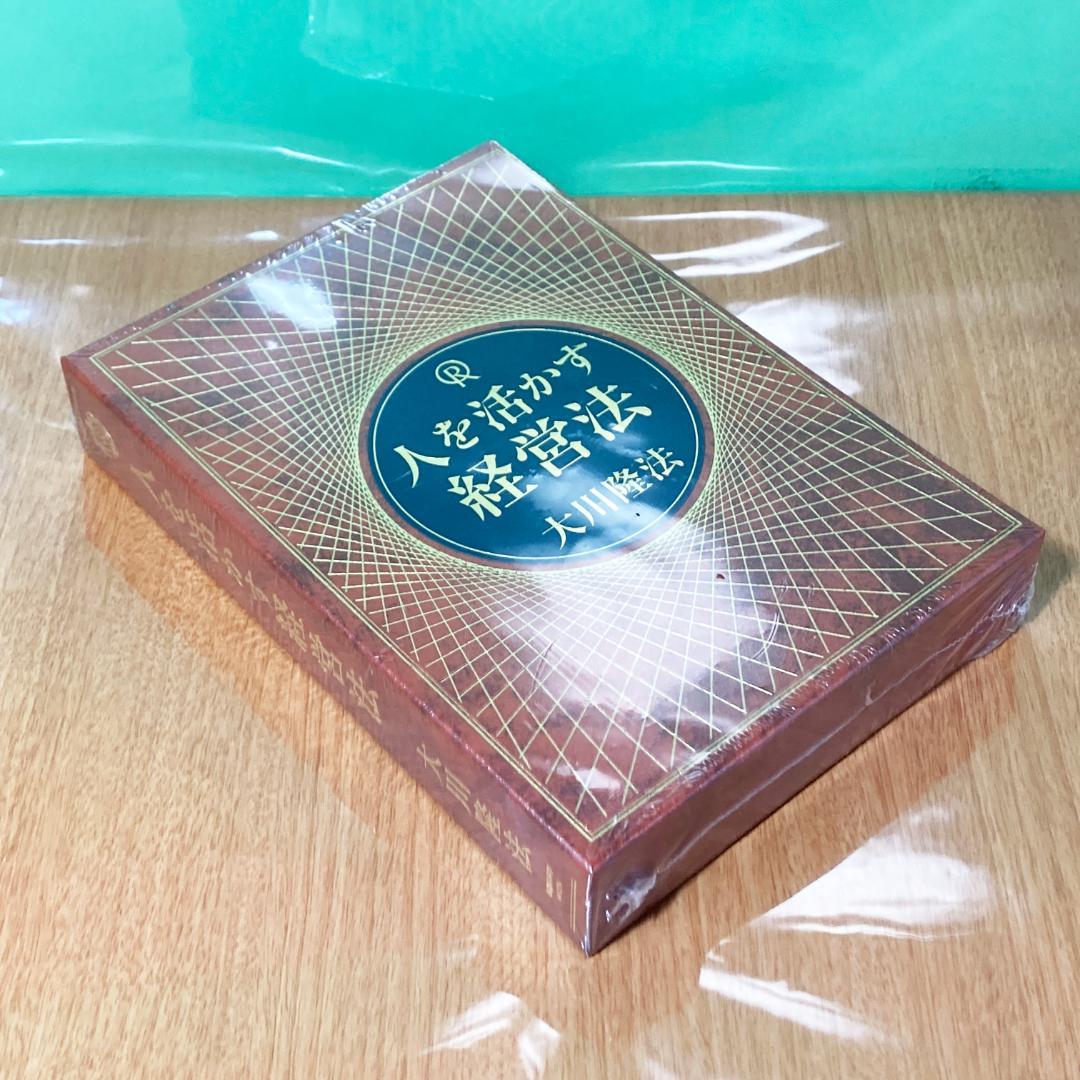 Ⓡ
人を活かす
経営法
大川隆法
人を活かす経営法
大川隆法